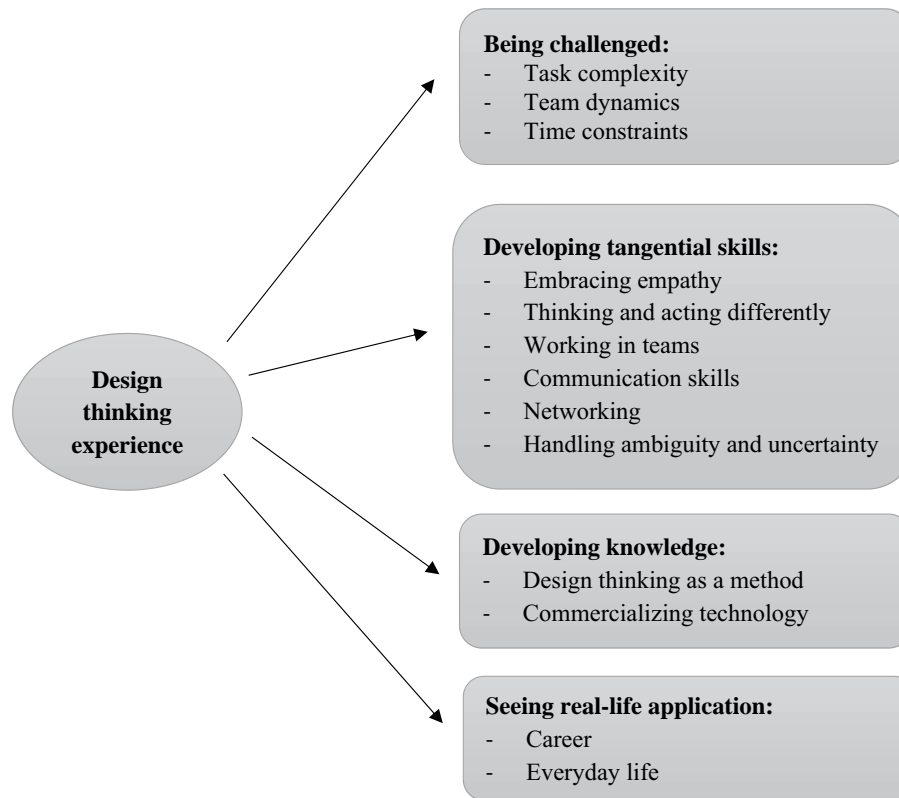 Being challenged:
- Task complexity
- Team dynamics
- Time constraints
Developing tangential skills:
- Embracing empathy
- Thinking and acting differently
- Working in teams
- Communication skills
- Networking
- Handling ambiguity and uncertainty
Design
thinking
experience
Developing knowledge:
- Design thinking as a method
- Commercializing technology
Seeing real-life application:
- Career
- Everyday life